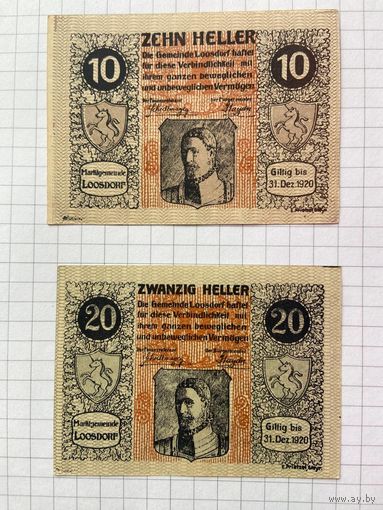 ZEHN HELLER
10
10
Die Gemeinde Loosdorf haftet
für diese Verbindlichkeit mit
ihrem ganzen beweglichen
und unbeweglichen Vermögen
Marktgemeinde
LOOSDORF
Giltig bis
31. Dez. 1920
ZWANZIG HELLER
20
20
Die Gemeinde Loosdorf haftet
für diese Verbindlichkeit mit
ihrem ganzen beweglichen
und unbeweglichen Vermögen
Marktgemeinde
LOOSDORF
Giltig bis
31. Dez. 1920
www.ay.by